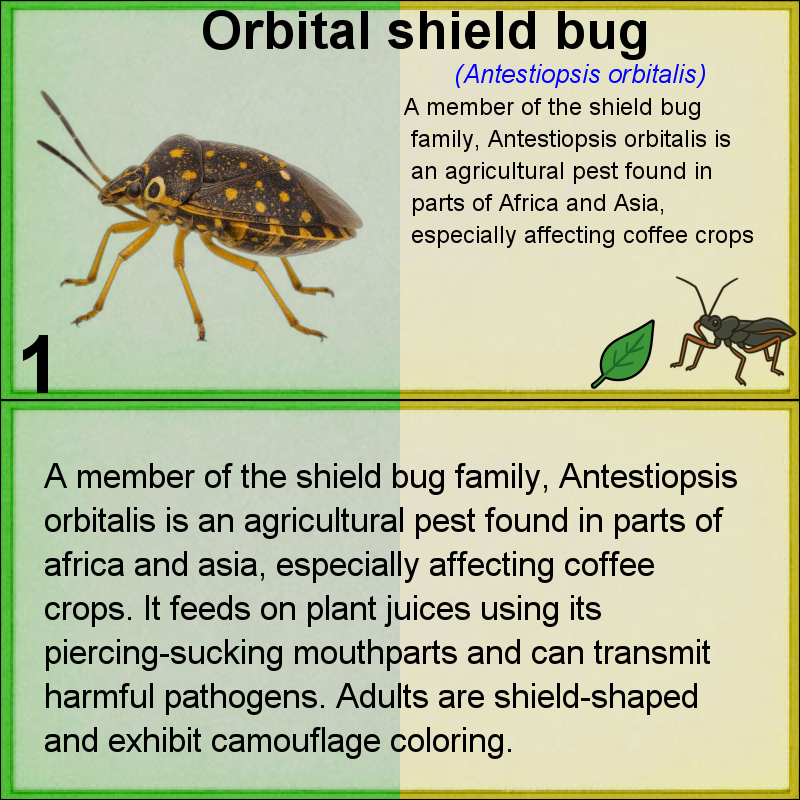 Orbital shield bug
(Antestiopsis orbitalis)
A member of the shield bug
family, Antestiopsis orbitalis is
an agricultural pest found in
parts of Africa and Asia,
especially affecting coffee crops
1
A member of the shield bug family, Antestiopsis
orbitalis is an agricultural pest found in parts of
africa and asia, especially affecting coffee
crops. It feeds on plant juices using its
piercing-sucking mouthparts and can transmit
harmful pathogens. Adults are shield-shaped
and exhibit camouflage coloring.